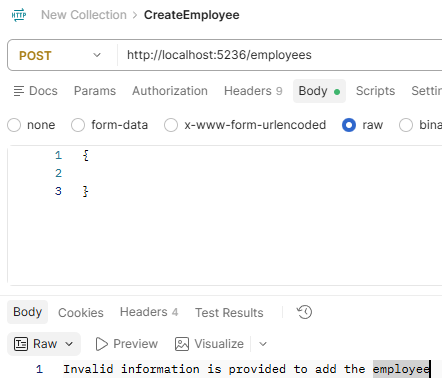 HTTP New Collection > CreateEmployee
POST http://localhost:5236/employees
Docs Params Authorization Headers 9 Body Scripts
none form-data x-www-form-urlencoded raw
1 {
2
3 }
Body Cookies Headers 4 Test Results
Raw Preview Visualize
1 Invalid information is provided to add the employee